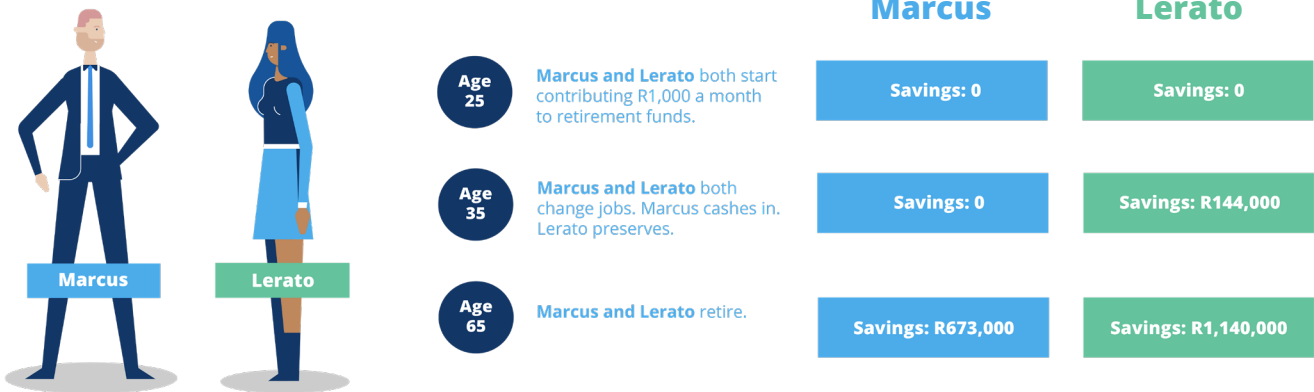 Marcus
Lerato
Age
25
Marcus and Lerato both start
contributing R1,000 a month
to retirement funds.
Savings: 0
Savings: 0
Age
35
Marcus and Lerato both
change jobs. Marcus cashes in.
Lerato preserves.
Savings: 0
Savings: R144,000
Marcus
Lerato
Age
65
Marcus and Lerato retire.
Savings: R673,000
Savings: R1,140,000